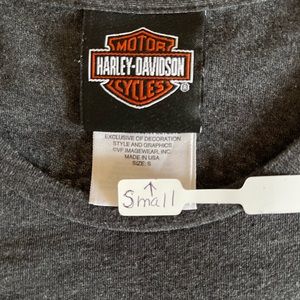 MOTOR
HARLEY-DAVIDSON
CYCLES
®
EXCLUSIVE OF DECORATION
STYLE AND GRAPHICS
©VF IMAGEWEAR, INC.
MADE IN USA
SIZE: S
Small